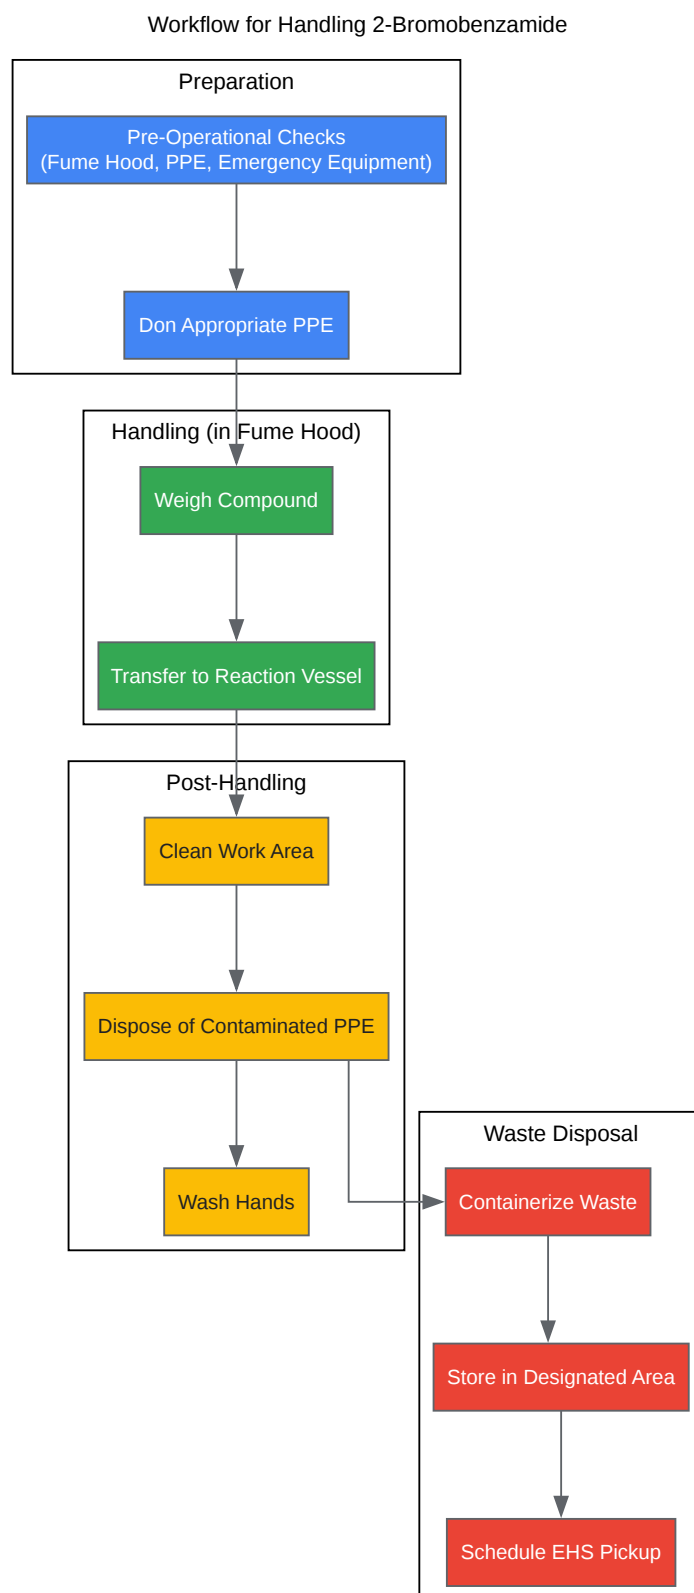 Workflow for Handling 2-Bromobenzamide
Preparation
Pre-Operational Checks
(Fume Hood, PPE, Emergency Equipment)
Don Appropriate PPE
Handling (in Fume Hood)
Weigh Compound
Transfer to Reaction Vessel
Post-Handling
Clean Work Area
Dispose of Contaminated PPE
Wash Hands
Waste Disposal
Containerize Waste
Store in Designated Area
Schedule EHS Pickup